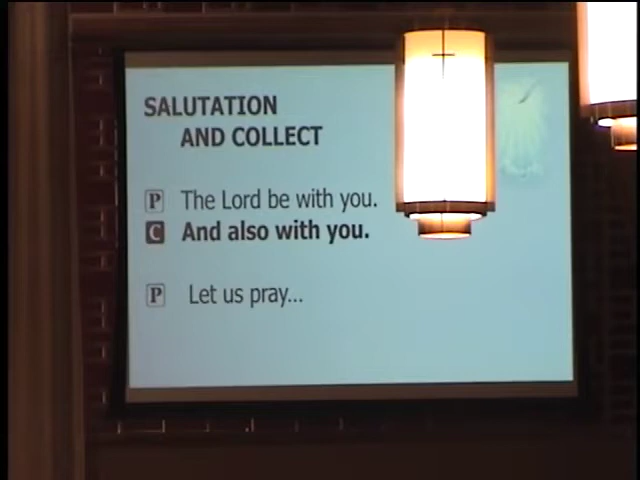 SALUTATION
AND COLLECT
P The Lord be with you.
C And also with you.
P Let us pray...